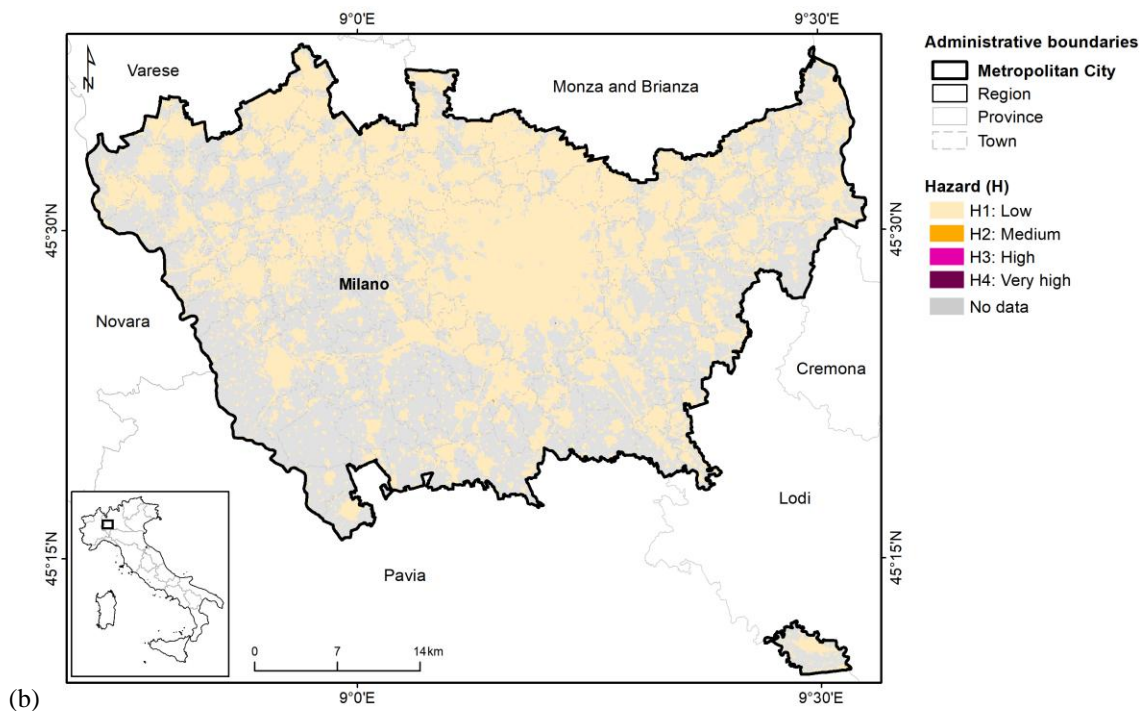 9°0'E 9°30'E
N
Varese
Monza and Brianza
45°30'N 45°30'N
Milano
Novara
Cremona
Lodi
45°15'N 45°15'N
Pavia
0 7 14 km
9°0'E 9°30'E
Administrative boundaries
Metropolitan City
Region
Province
Town
Hazard (H)
H1: Low
H2: Medium
H3: High
H4: Very high
No data
(b)